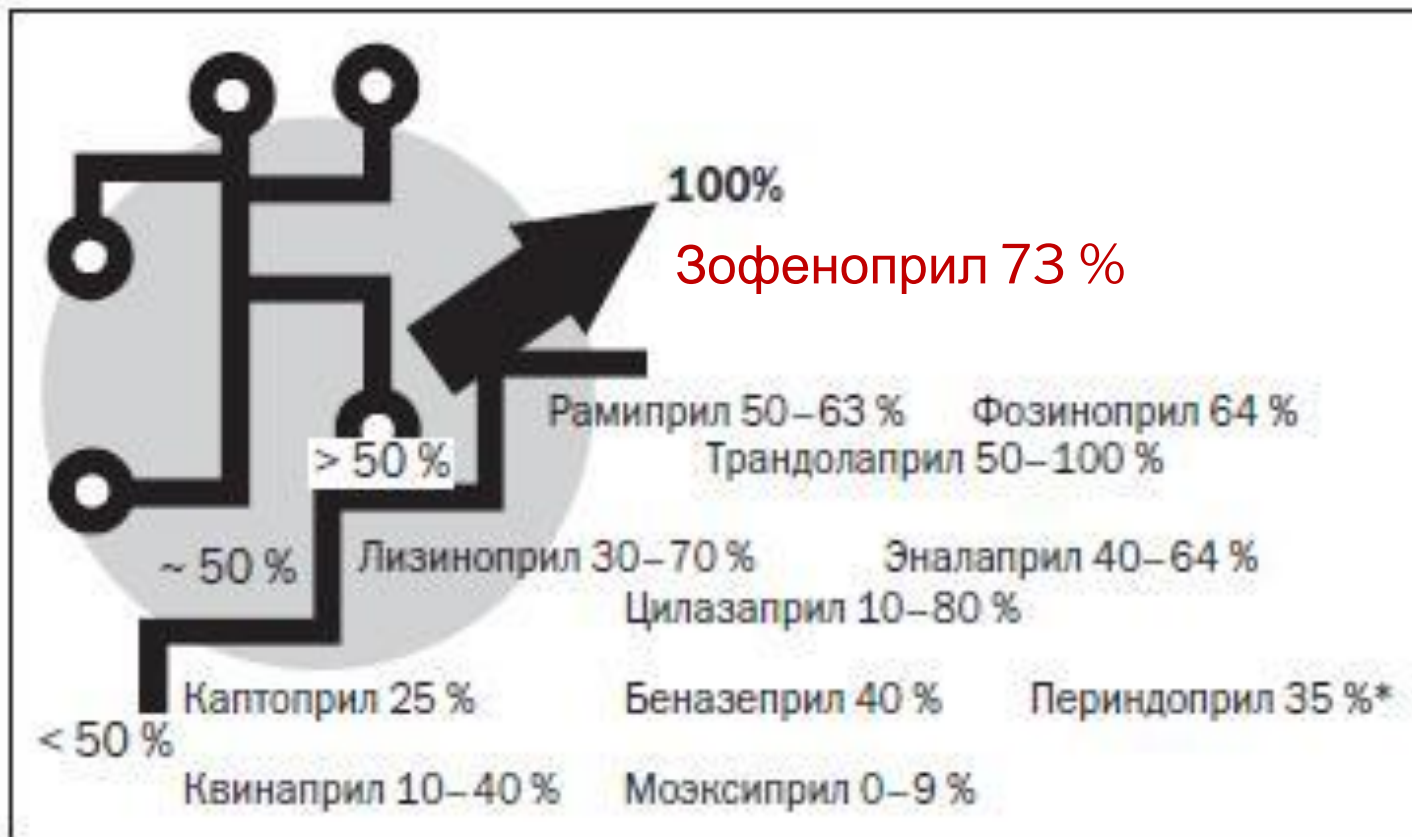 100%
Зофеноприл 73 %
Рамиприл 50–63 % Фозиноприл 64 %
> 50 % Трандолаприл 50–100 %
~ 50 % Лизиноприл 30–70 % Эналаприл 40–64 %
Цилазаприл 10–80 %
Каптоприл 25 % Беназеприл 40 % Периндоприл 35 %*
< 50 %
Квинаприл 10–40 % Моэксиприл 0–9 %